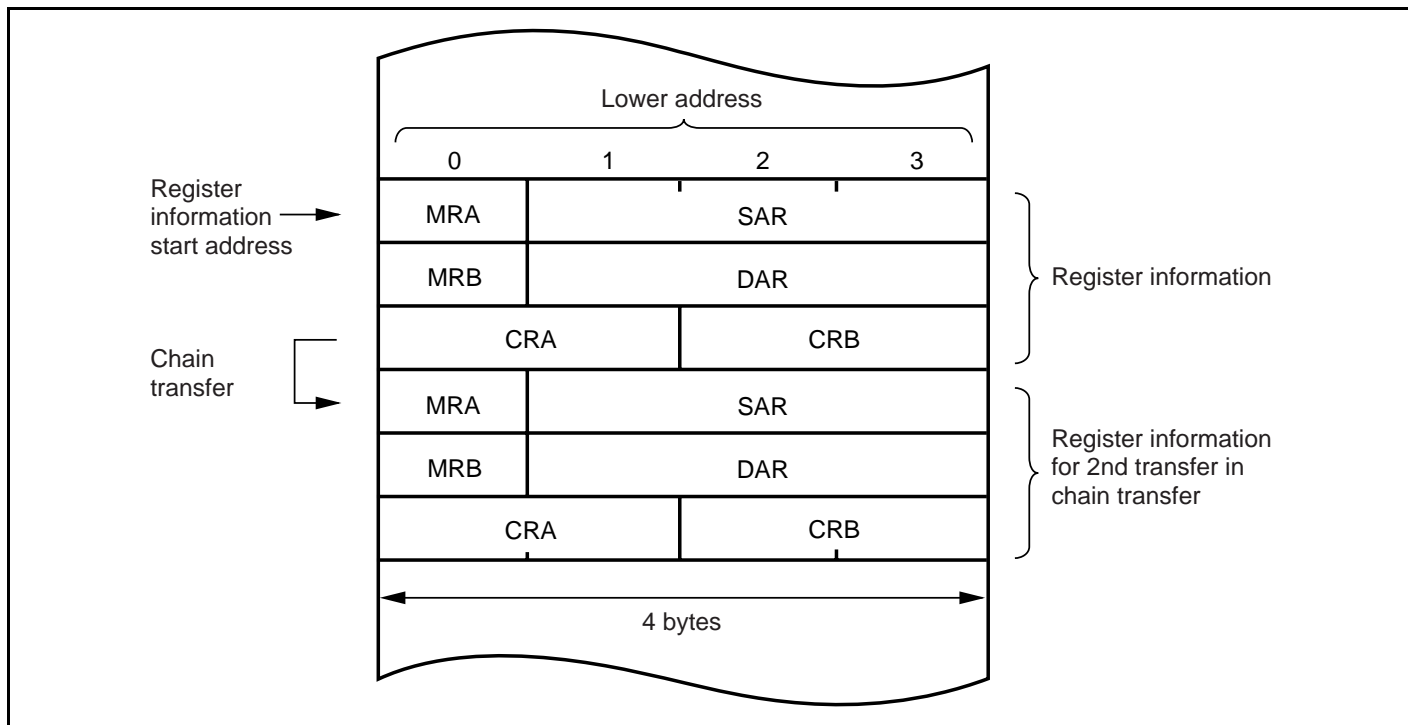 Lower address
0 1 2 3
Register
information
start address
MRA SAR
MRB DAR
Register information
CRA CRB
Chain
transfer
MRA SAR
MRB DAR
Register information
for 2nd transfer in
chain transfer
CRA CRB
4 bytes